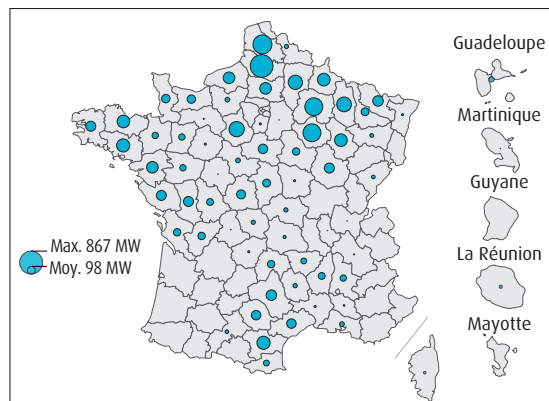 Guadeloupe
Martinique
Guyane
La Réunion
Mayotte
Max. 867 MW
Moy. 98 MW